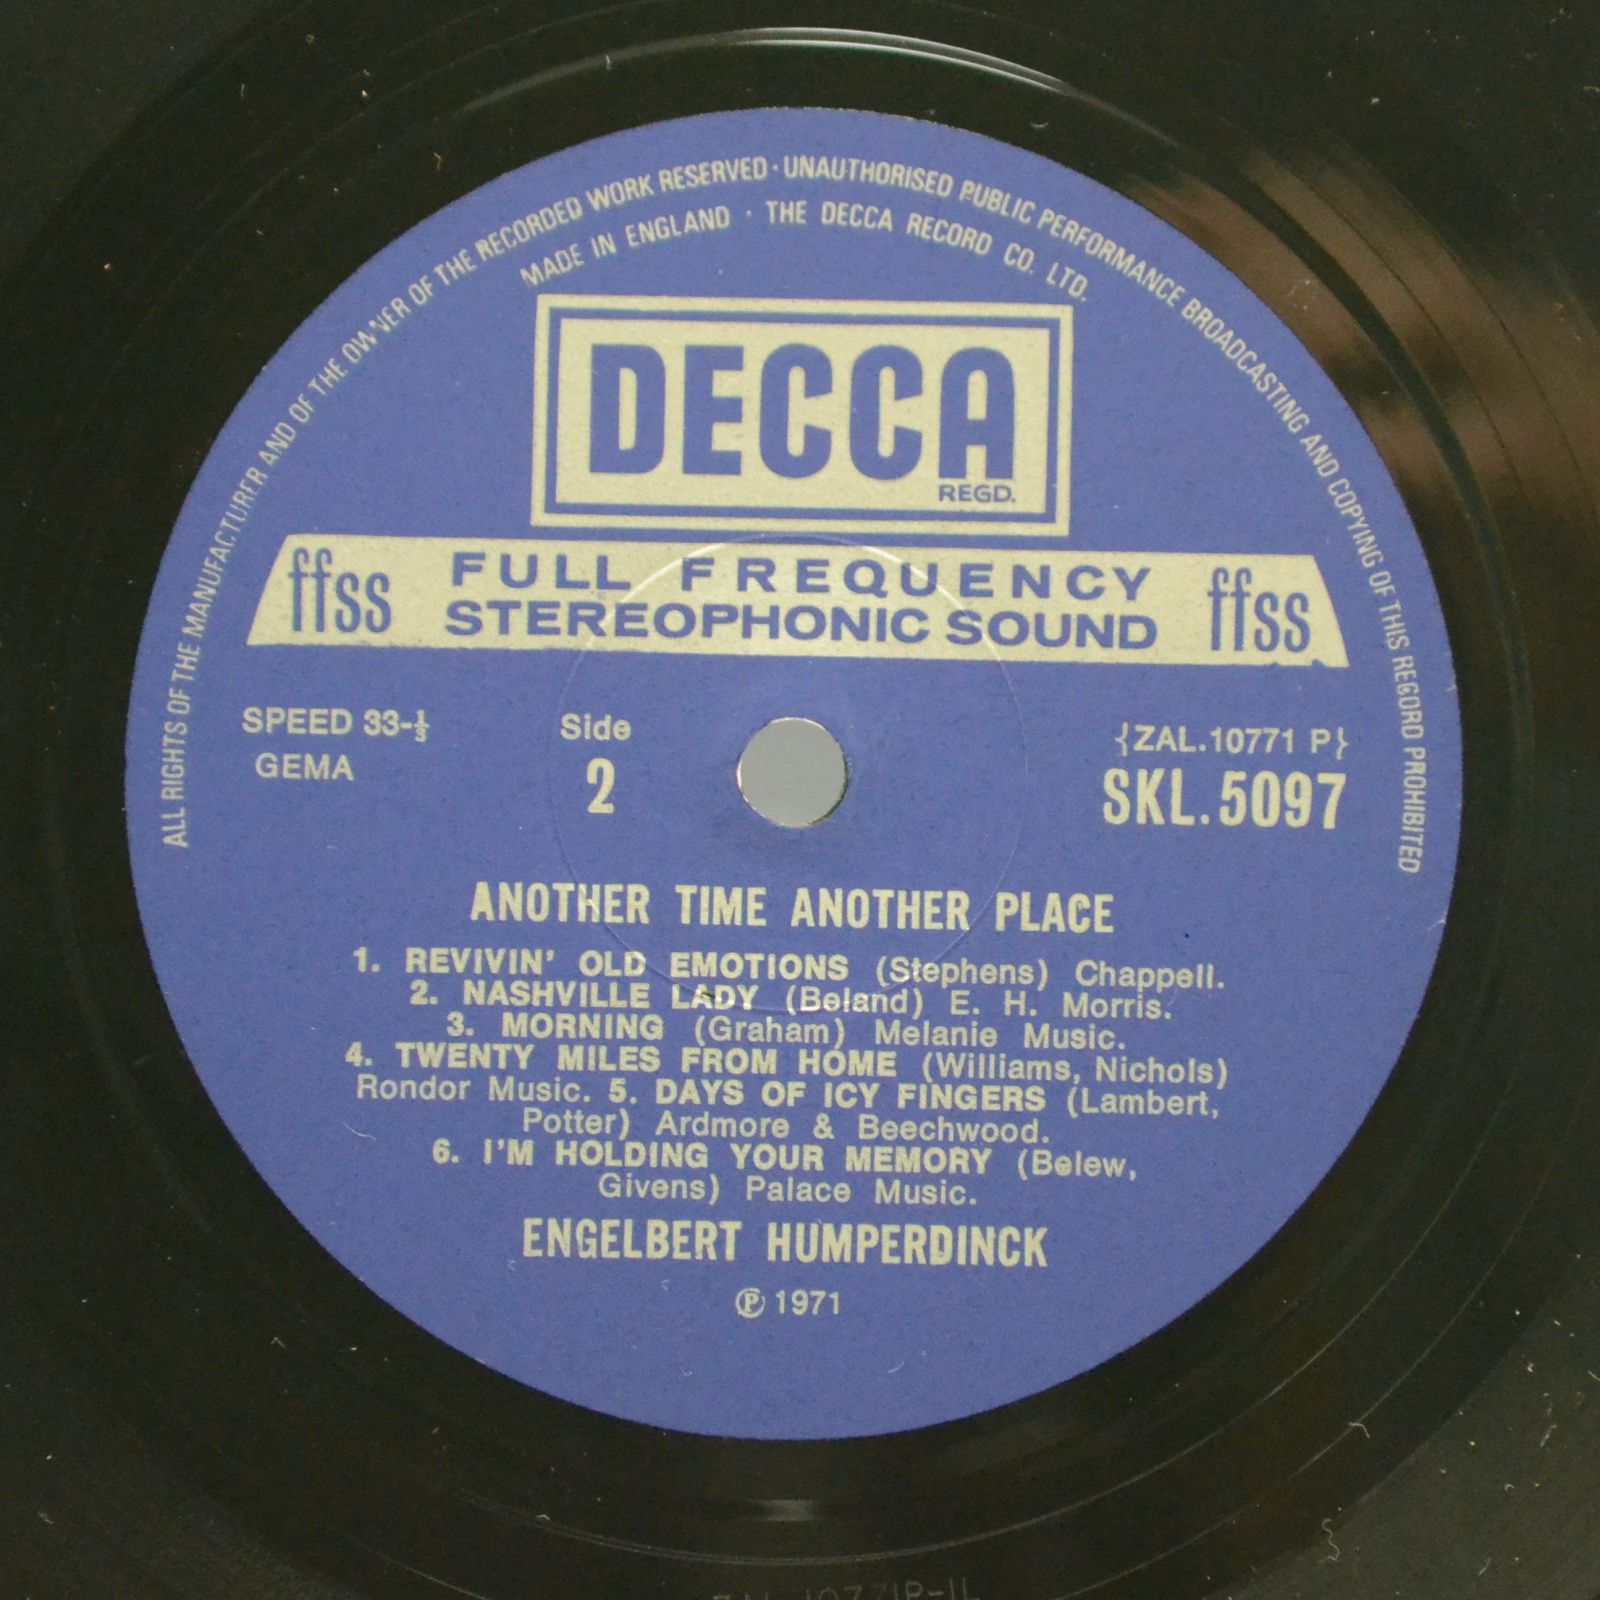 ALL RIGHTS OF THE MANUFACTURER AND OF THE OWNER OF THE RECORDED WORK RESERVED · UNAUTHORISED PUBLIC PERFORMANCE BROADCASTING AND COPYING OF THIS RECORD PROHIBITED
MADE IN ENGLAND · THE DECCA RECORD CO. LTD.
DECCA
REGD.
ffss FULL FREQUENCY ffss
STEREOPHONIC SOUND
SPEED 33-⅓ Side {ZAL.10771 P}
GEMA 2 SKL.5097
ANOTHER TIME ANOTHER PLACE
1. REVIVIN' OLD EMOTIONS (Stephens) Chappell.
2. NASHVILLE LADY (Beland) E. H. Morris.
3. MORNING (Graham) Melanie Music.
4. TWENTY MILES FROM HOME (Williams, Nichols)
Rondor Music. 5. DAYS OF ICY FINGERS (Lambert,
Potter) Ardmore & Beechwood.
6. I'M HOLDING YOUR MEMORY (Belew,
Givens) Palace Music.
ENGELBERT HUMPERDINCK
℗ 1971